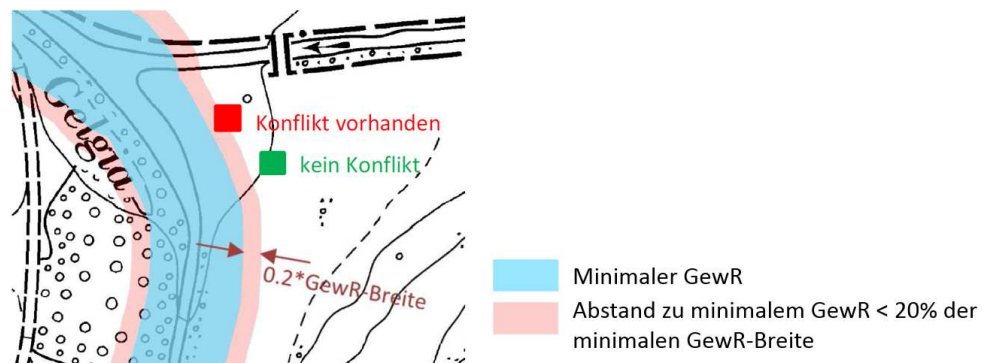 Gelgia
Konflikt vorhanden
kein Konflikt
0.2*GewR-Breite
Minimaler GewR
Abstand zu minimalem GewR < 20% der
minimalen GewR-Breite